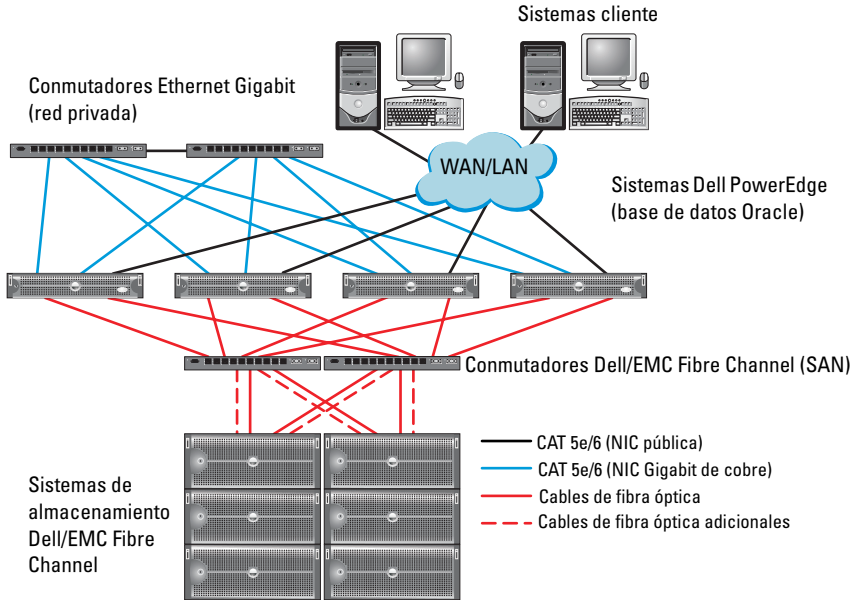 Sistemas cliente
Conmutadores Ethernet Gigabit
(red privada)
WAN/LAN
Sistemas Dell PowerEdge
(base de datos Oracle)
Conmutadores Dell/EMC Fibre Channel (SAN)
Sistemas de
almacenamiento
Dell/EMC Fibre
Channel
CAT 5e/6 (NIC pública)
CAT 5e/6 (NIC Gigabit de cobre)
Cables de fibra óptica
Cables de fibra óptica adicionales